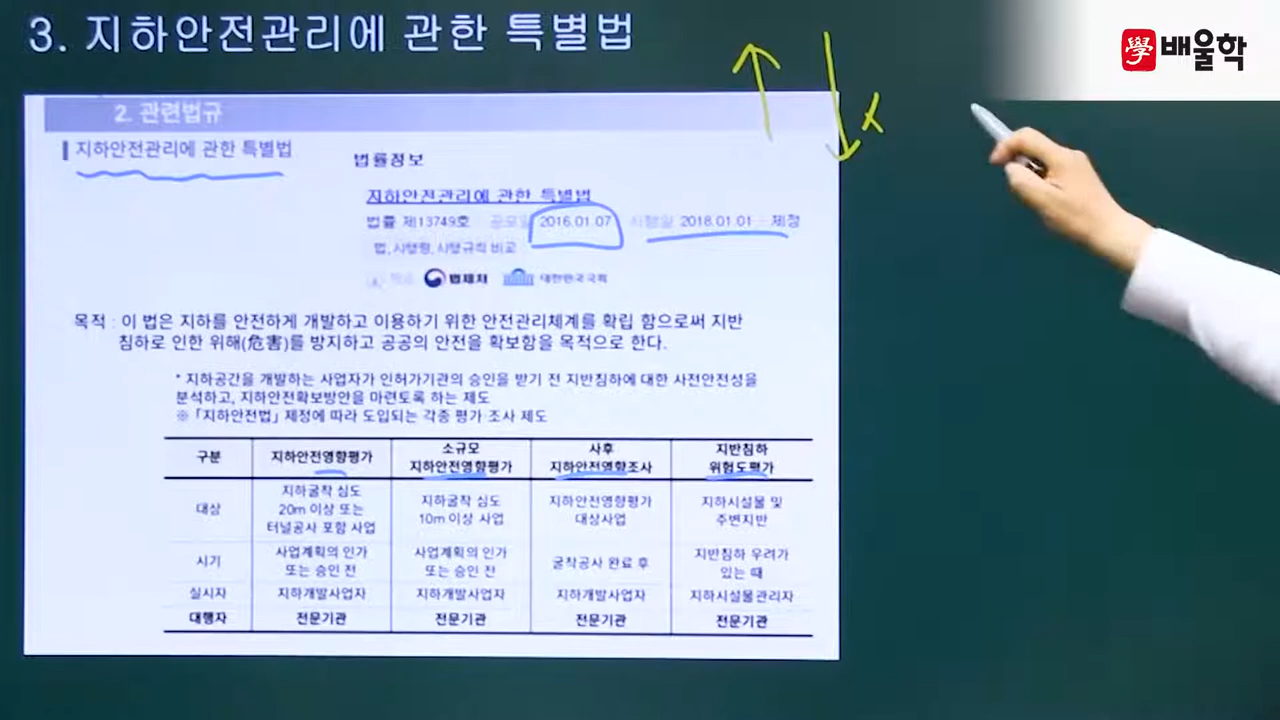 3. 지하안전관리에 관한 특별법
學 배울학
2. 관련법규
지하안전관리에 관한 특별법
법률정보
지하안전관리에 관한 특별법
법률 제13749호 공포일 2016.01.07 시행일 2018.01.01 - 제정
법, 시행령, 시행규칙 비교
법제처 대한민국국회
목적 : 이 법은 지하를 안전하게 개발하고 이용하기 위한 안전관리체계를 확립 함으로써 지반
침하로 인한 위해(危害)를 방지하고 공공의 안전을 확보함을 목적으로 한다.
* 지하공간을 개발하는 사업자가 인허가기관의 승인을 받기 전 지반침하에 대한 사전안전성을
분석하고, 지하안전확보방안을 마련토록 하는 제도
※ 「지하안전법」 제정에 따라 도입되는 각종 평가 조사 제도
구분 지하안전영향평가 소규모 지하안전영향평가 사후 지하안전영향조사 지반침하 위험도평가
대상 지하굴착 심도 20m 이상 또는 터널공사 포함 사업 지하굴착 심도 10m 이상 사업 지하안전영향평가 대상사업 지하시설물 및 주변지반
시기 사업계획의 인가 또는 승인 전 사업계획의 인가 또는 승인 전 굴착공사 완료 후 지반침하 우려가 있는 때
실시자 지하개발사업자 지하개발사업자 지하개발사업자 지하시설물관리자
대행자 전문기관 전문기관 전문기관 전문기관